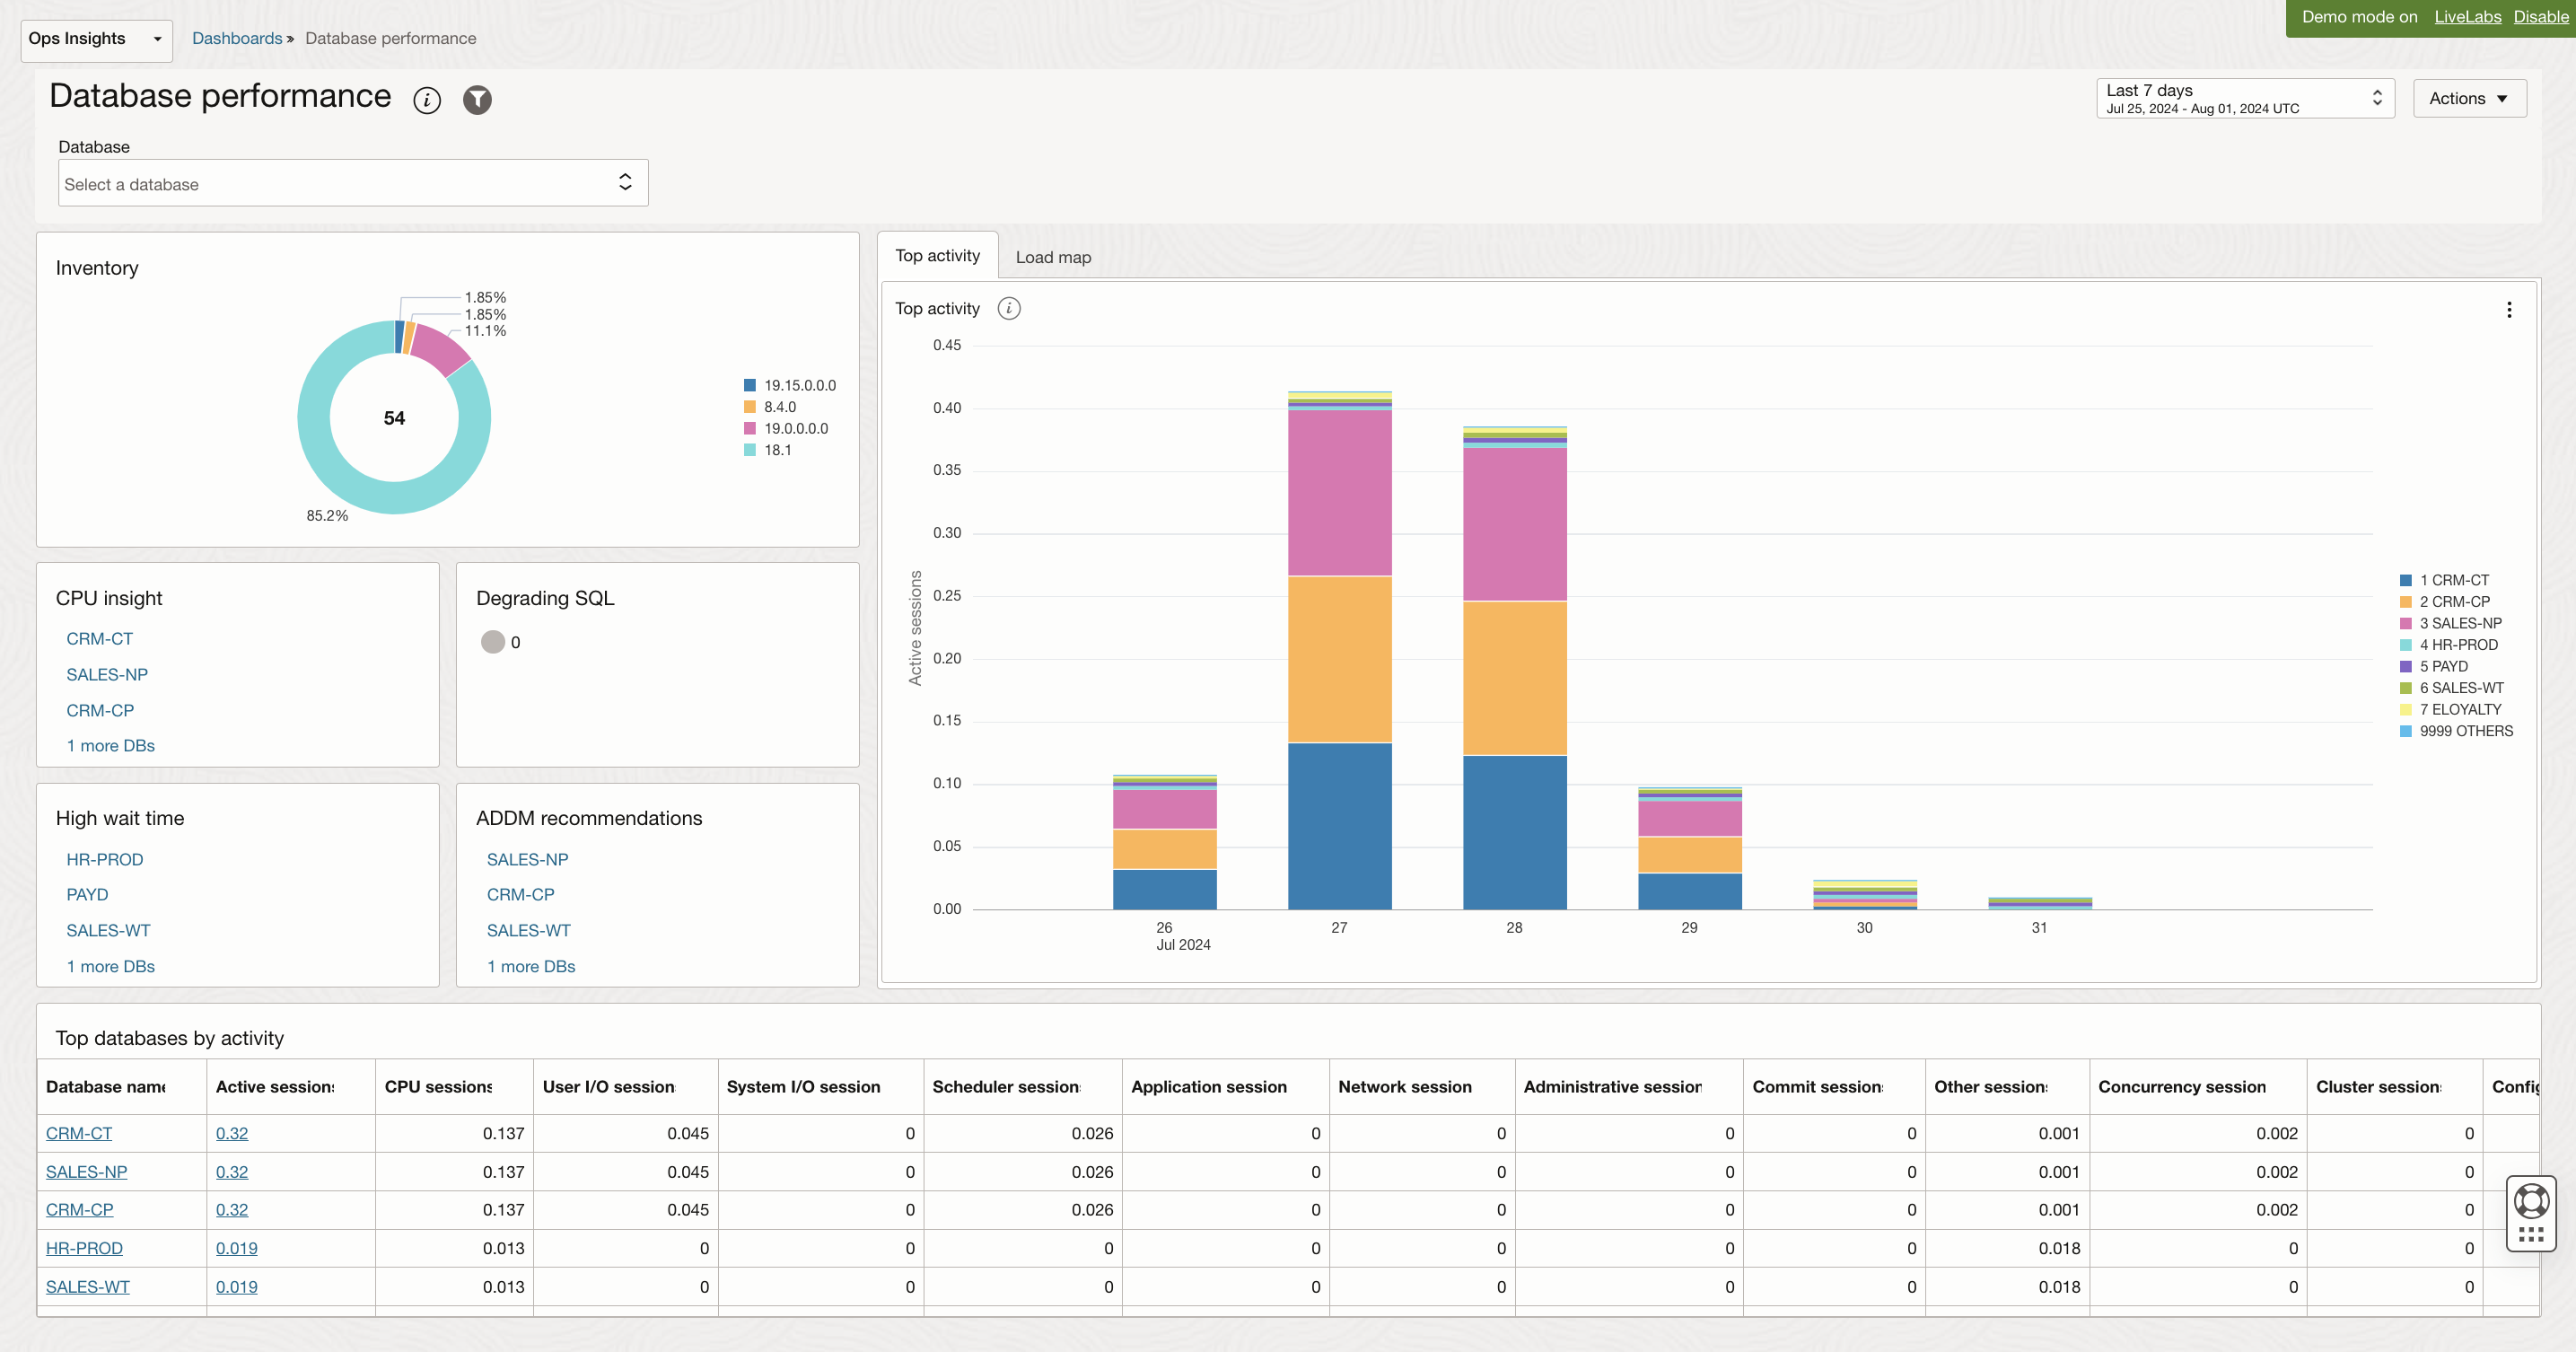 Demo mode on LiveLabs Disable
Ops Insights
Dashboards » Database performance
Database performance
Last 7 days
Jul 25, 2024 - Aug 01, 2024 UTC
Actions
Database
Select a database
Inventory
1.85%
1.85%
11.1%
54
85.2%
19.15.0.0.0
8.4.0
19.0.0.0.0
18.1
CPU insight
CRM-CT
SALES-NP
CRM-CP
1 more DBs
Degrading SQL
0
High wait time
HR-PROD
PAYD
SALES-WT
1 more DBs
ADDM recommendations
SALES-NP
CRM-CP
SALES-WT
1 more DBs
Top activity
Load map
Top activity
Active sessions
0.45
0.40
0.35
0.30
0.25
0.20
0.15
0.10
0.05
0.00
26 27 28 29 30 31
Jul 2024
1 CRM-CT
2 CRM-CP
3 SALES-NP
4 HR-PROD
5 PAYD
6 SALES-WT
7 ELOYALTY
9999 OTHERS
Top databases by activity
Database name Active sessions CPU sessions User I/O session System I/O session Scheduler session Application session Network session Administrative session Commit session Other session Concurrency session Cluster session Config
CRM-CT 0.32 0.137 0.045 0 0.026 0 0 0 0 0.001 0.002 0
SALES-NP 0.32 0.137 0.045 0 0.026 0 0 0 0 0.001 0.002 0
CRM-CP 0.32 0.137 0.045 0 0.026 0 0 0 0 0.001 0.002 0
HR-PROD 0.019 0.013 0 0 0 0 0 0 0 0.018 0 0
SALES-WT 0.019 0.013 0 0 0 0 0 0 0 0.018 0 0